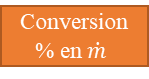 Conversion
% en ṁ